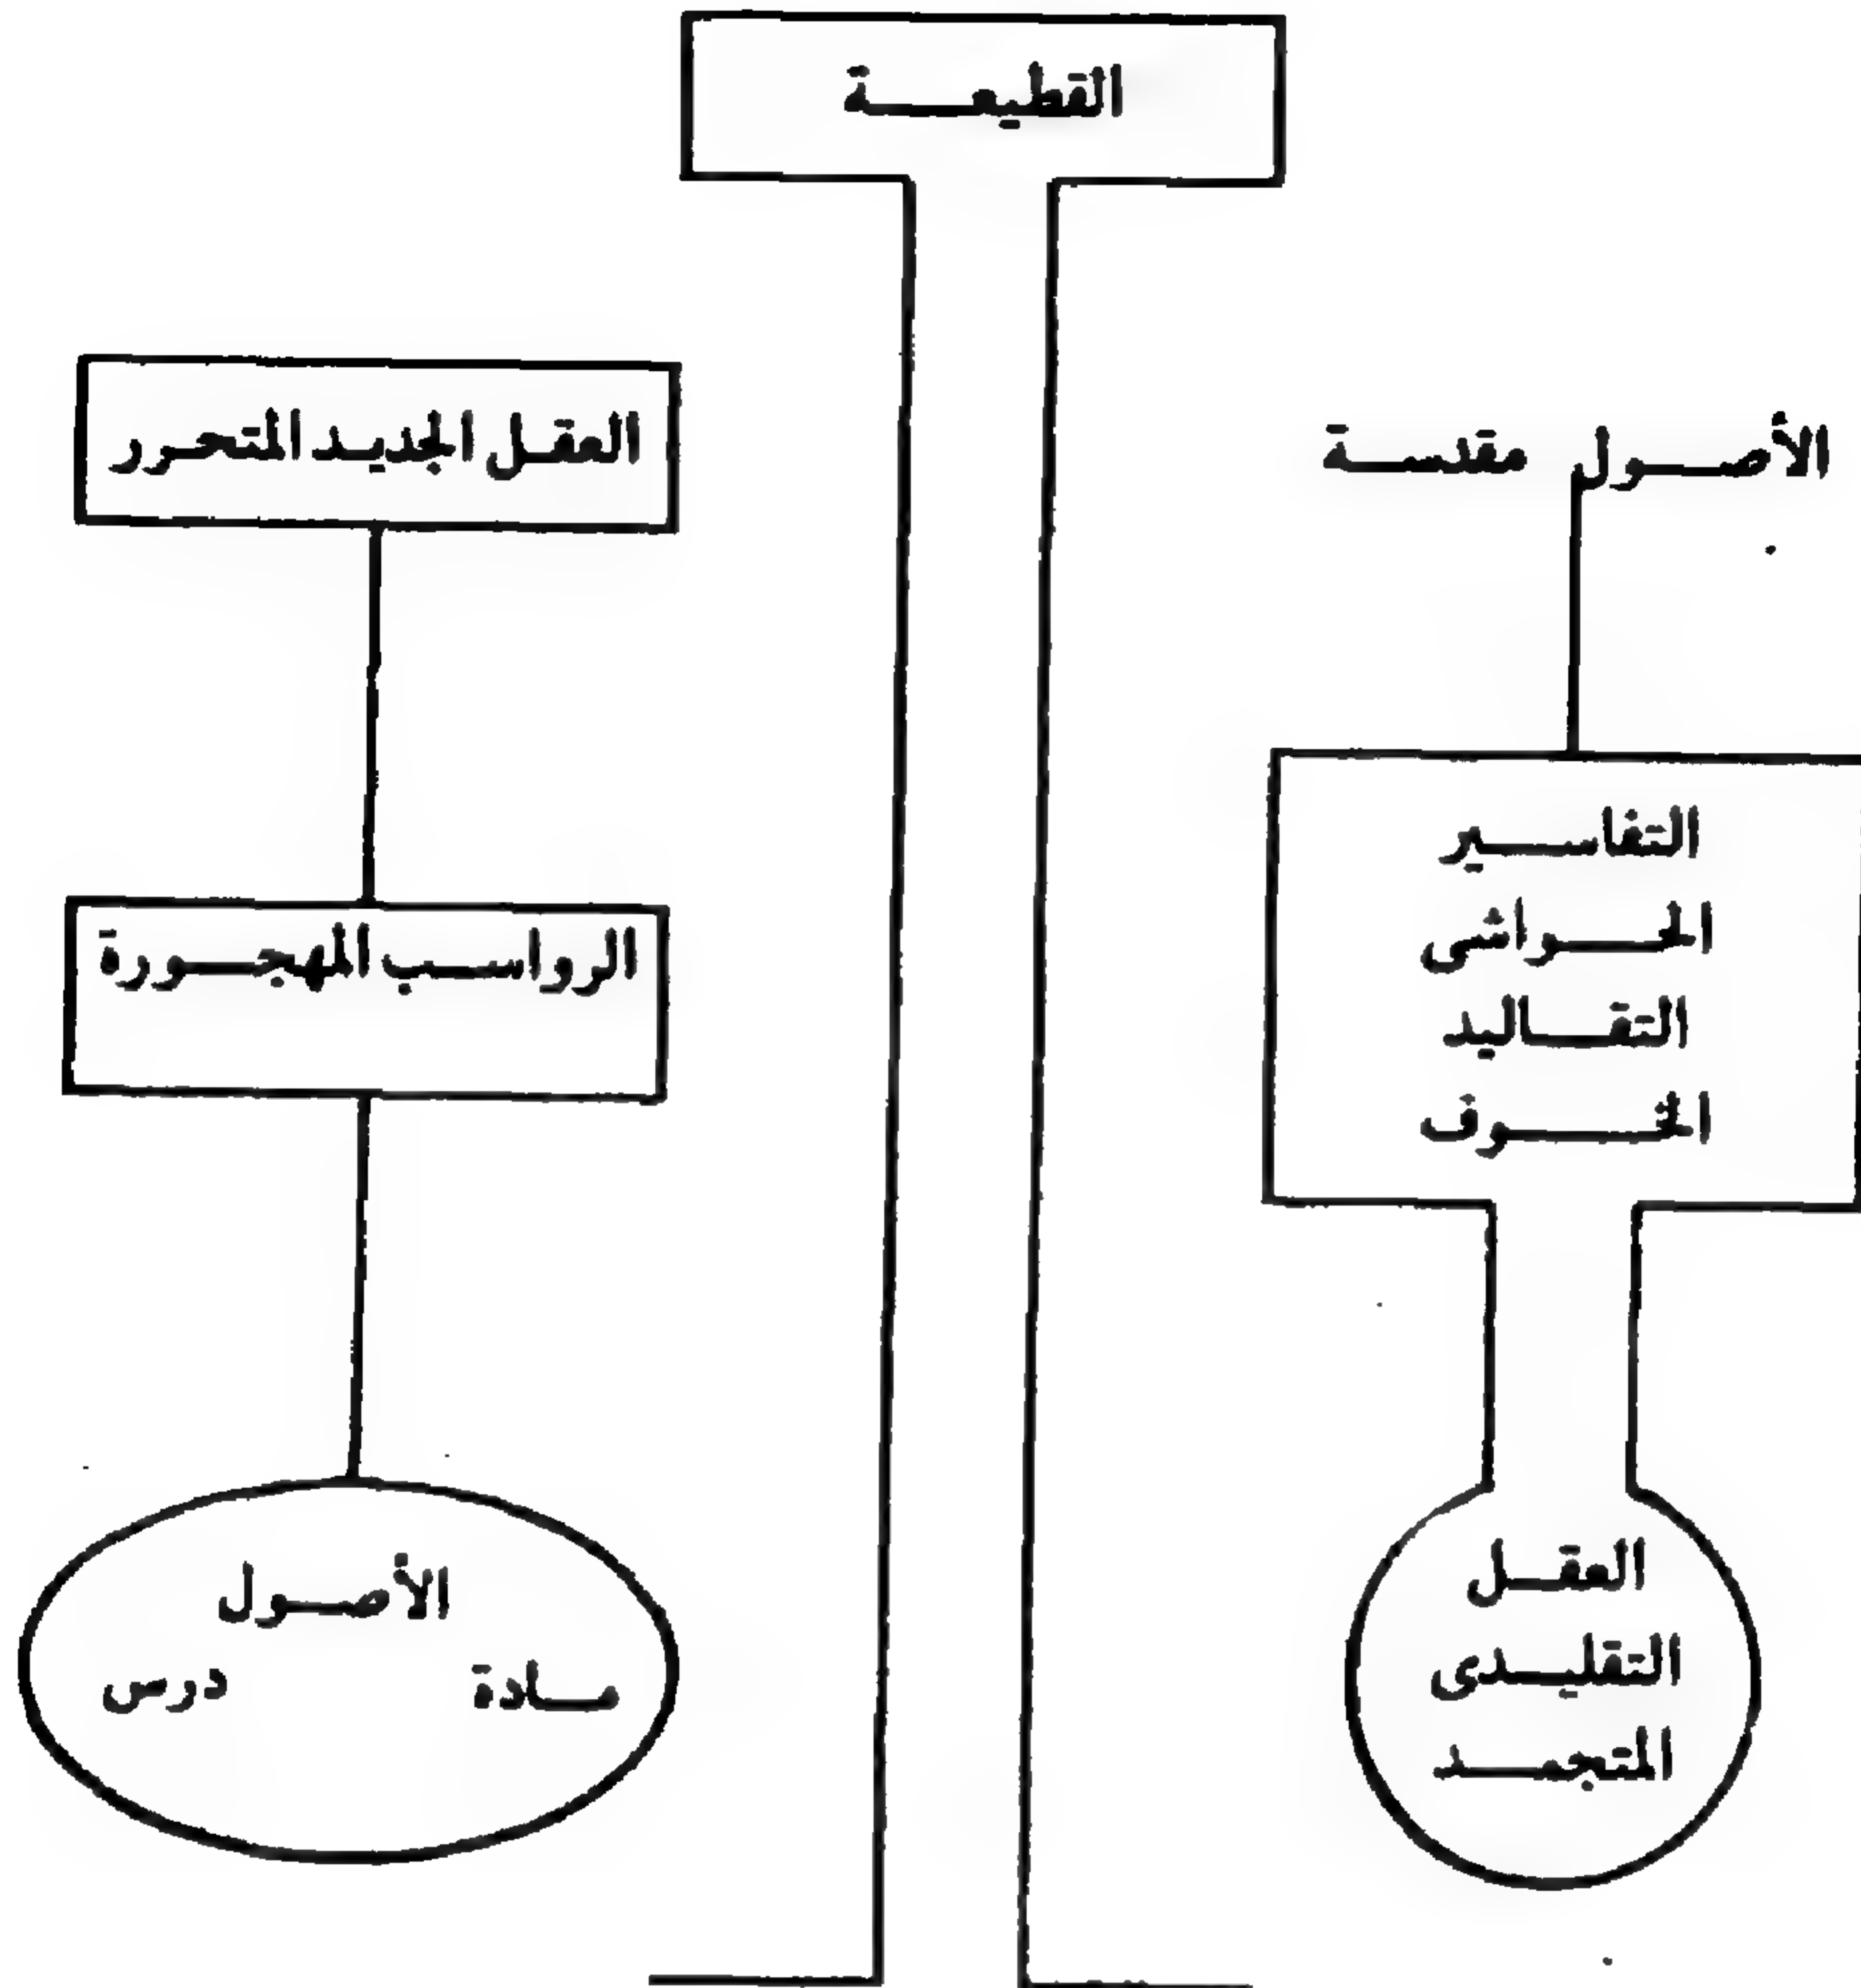 القطيعة
الأصول مقدسة
التفاسير
الحواشى
التقاليد
الخوف
العقل
التقليدى
المتجمد
العقل الجديد المتحرر
الرواسب المهجورة
الأصول
مادة درس